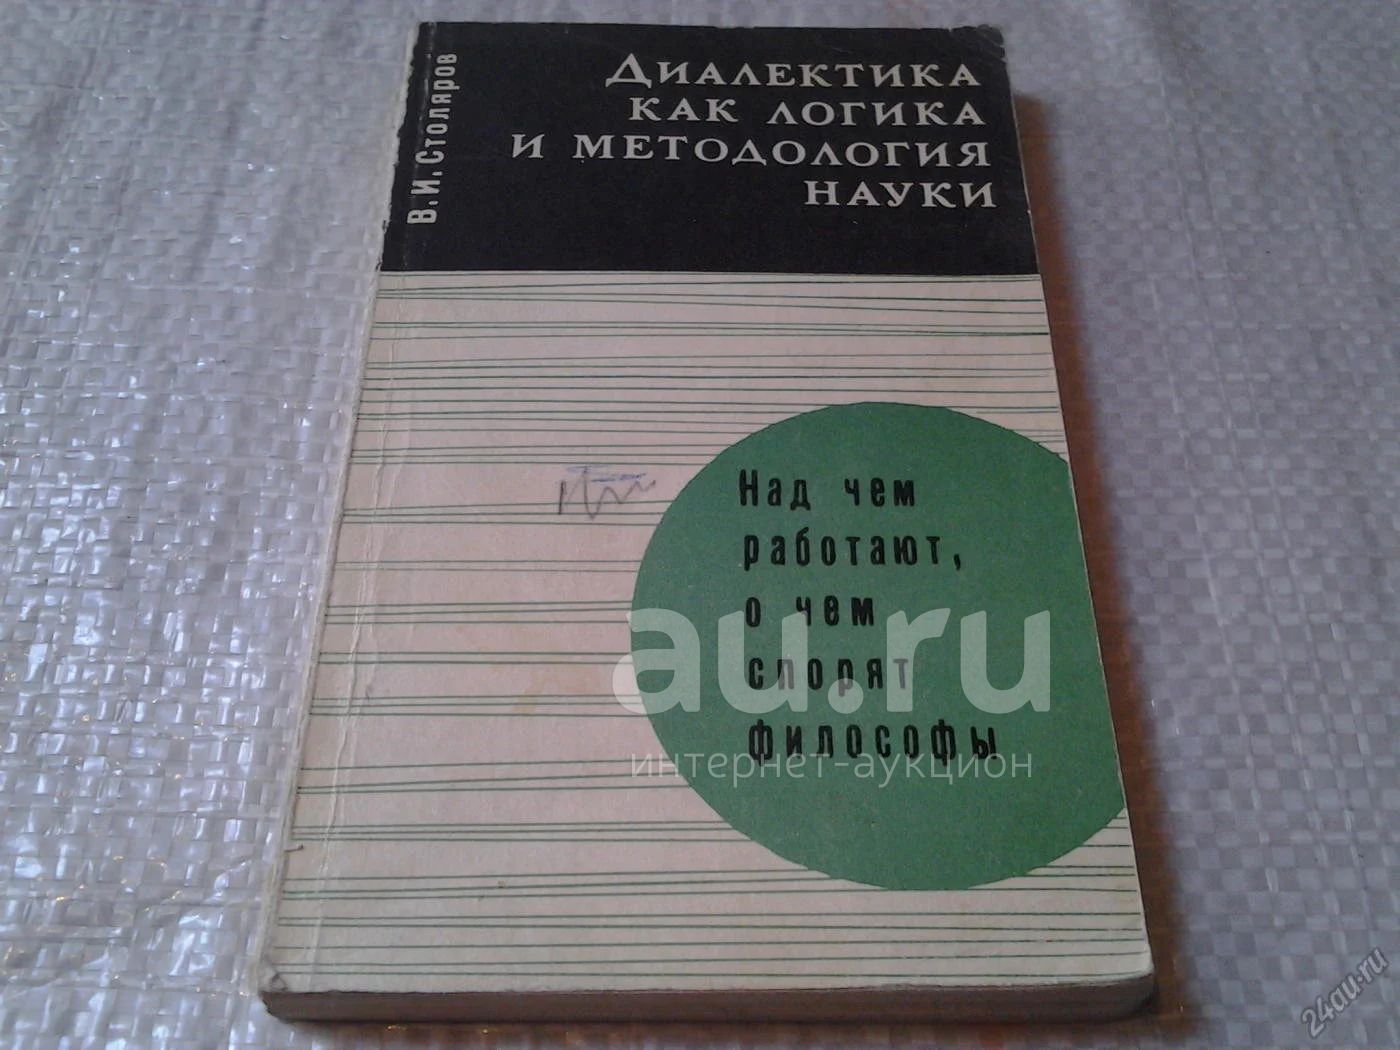 В. И. Столяров
Диалектика
как логика
и методология
науки
Над чем
работают,
о чем
спорят
философы
au.ru
интернет-аукцион
24au.ru